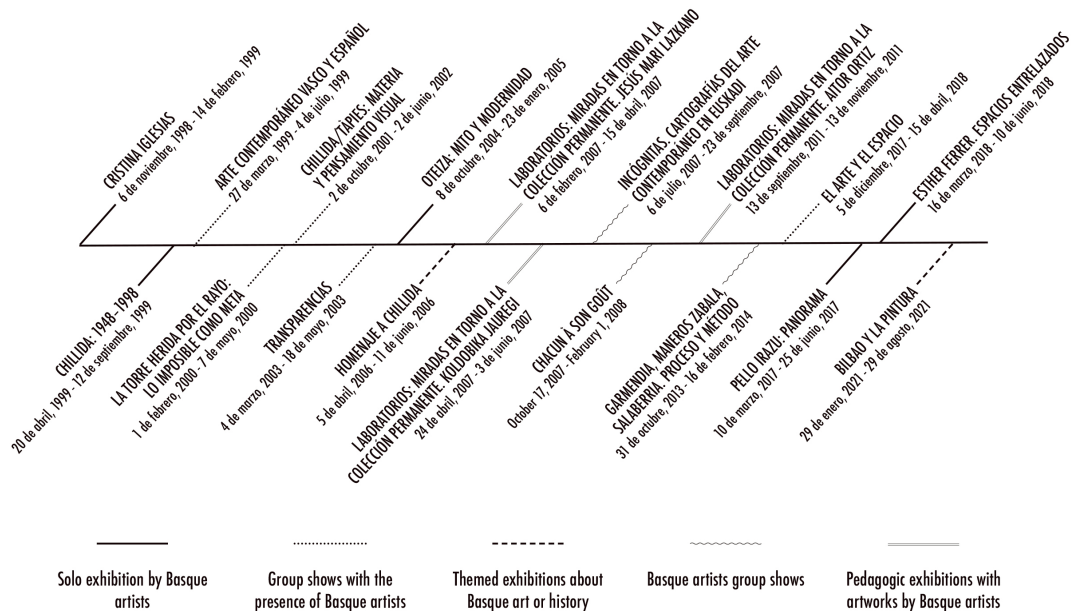 CRISTINA IGLESIAS
6 de noviembre, 1998 - 14 de febrero, 1999
ARTE CONTEMPORÁNEO VASCO Y ESPAÑOL
27 de marzo, 1999 - 4 de julio, 1999
CHILLIDA/TÀPIES: MATERIA
Y PENSAMIENTO VISUAL
2 de octubre, 2001 - 2 de junio, 2002
OTEIZA: MITO Y MODERNIDAD
8 de octubre, 2004 - 23 de enero, 2005
LABORATORIOS: MIRADAS EN TORNO A LA
COLECCIÓN PERMANENTE. JESÚS MARI LAZKANO
6 de febrero, 2007 - 15 de abril, 2007
INCÓGNITAS. CARTOGRAFÍAS DEL ARTE
CONTEMPORÁNEO EN EUSKADI
6 de julio, 2007 - 23 de septiembre, 2007
LABORATORIOS: MIRADAS EN TORNO A LA
COLECCIÓN PERMANENTE. AITOR ORTIZ
13 de septiembre, 2011 - 13 de noviembre, 2011
EL ARTE Y EL ESPACIO
5 de diciembre, 2017 - 15 de abril, 2018
ESTHER FERRER. ESPACIOS ENTRELAZADOS
16 de marzo, 2018 - 10 de junio, 2018
CHILLIDA: 1948 - 1998
20 de abril, 1999 - 12 de septiembre, 1999
LA TORRE HERIDA POR EL RAYO:
LO IMPOSIBLE COMO META
1 de febrero, 2000 - 7 de mayo, 2000
TRANSPARENCIAS
4 de marzo, 2003 - 18 de mayo, 2003
HOMENAJE A CHILLIDA
5 de abril, 2006 - 11 de junio, 2006
LABORATORIOS: MIRADAS EN TORNO A LA
COLECCIÓN PERMANENTE. KOLDOBIKA JAUREGI
24 de abril, 2007 - 3 de junio, 2007
CHACUN À SON GOÛT
October 17, 2007 - February 1, 2008
GARMENDIA, MANEROS ZABALA,
SALABERRIA. PROCESO Y MÉTODO
31 de octubre, 2013 - 16 de febrero, 2014
PELLO IRAZU: PANORAMA
10 de marzo, 2017 - 25 de junio, 2017
BILBAO Y LA PINTURA
29 de enero, 2021 - 29 de agosto, 2021
Solo exhibition by Basque
artists
Group shows with the
presence of Basque artists
Themed exhibitions about
Basque art or history
Basque artists group shows
Pedagogic exhibitions with
artworks by Basque artists